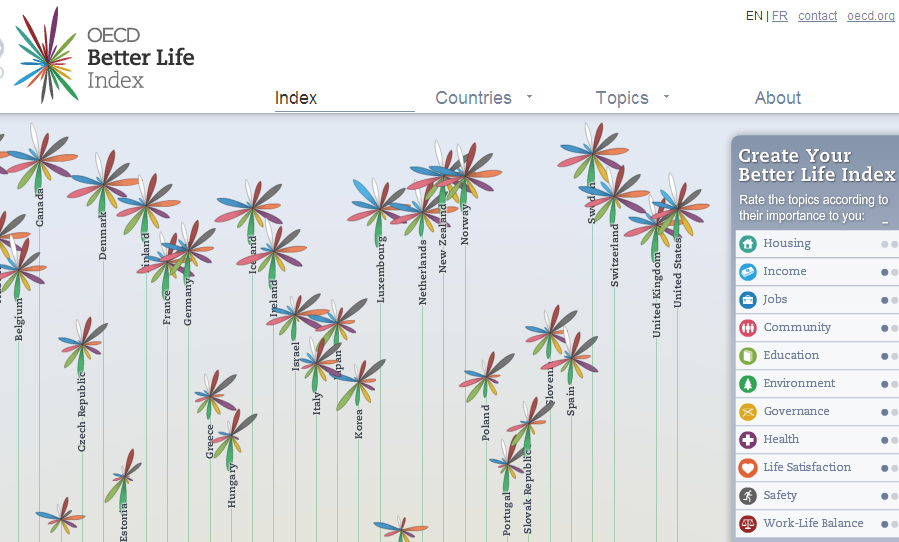 EN | FR contact oecd.org
OECD
Better Life
Index
Index Countries Topics About
Canada
Denmark
inland
France
Germany
Belgium
Czech Republic
Estonia
Greece
Hungary
Iceland
Ireland
Israel
Italy
Japan
Korea
Luxembourg
Netherlands
New Zealand
Norway
Poland
Portugal
Slovak Republic
Sloveni
Spain
Sweden
Switzerland
United Kingdom
United States
Create Your
Better Life Index
Rate the topics according to
their importance to you:
Housing
Income
Jobs
Community
Education
Environment
Governance
Health
Life Satisfaction
Safety
Work-Life Balance